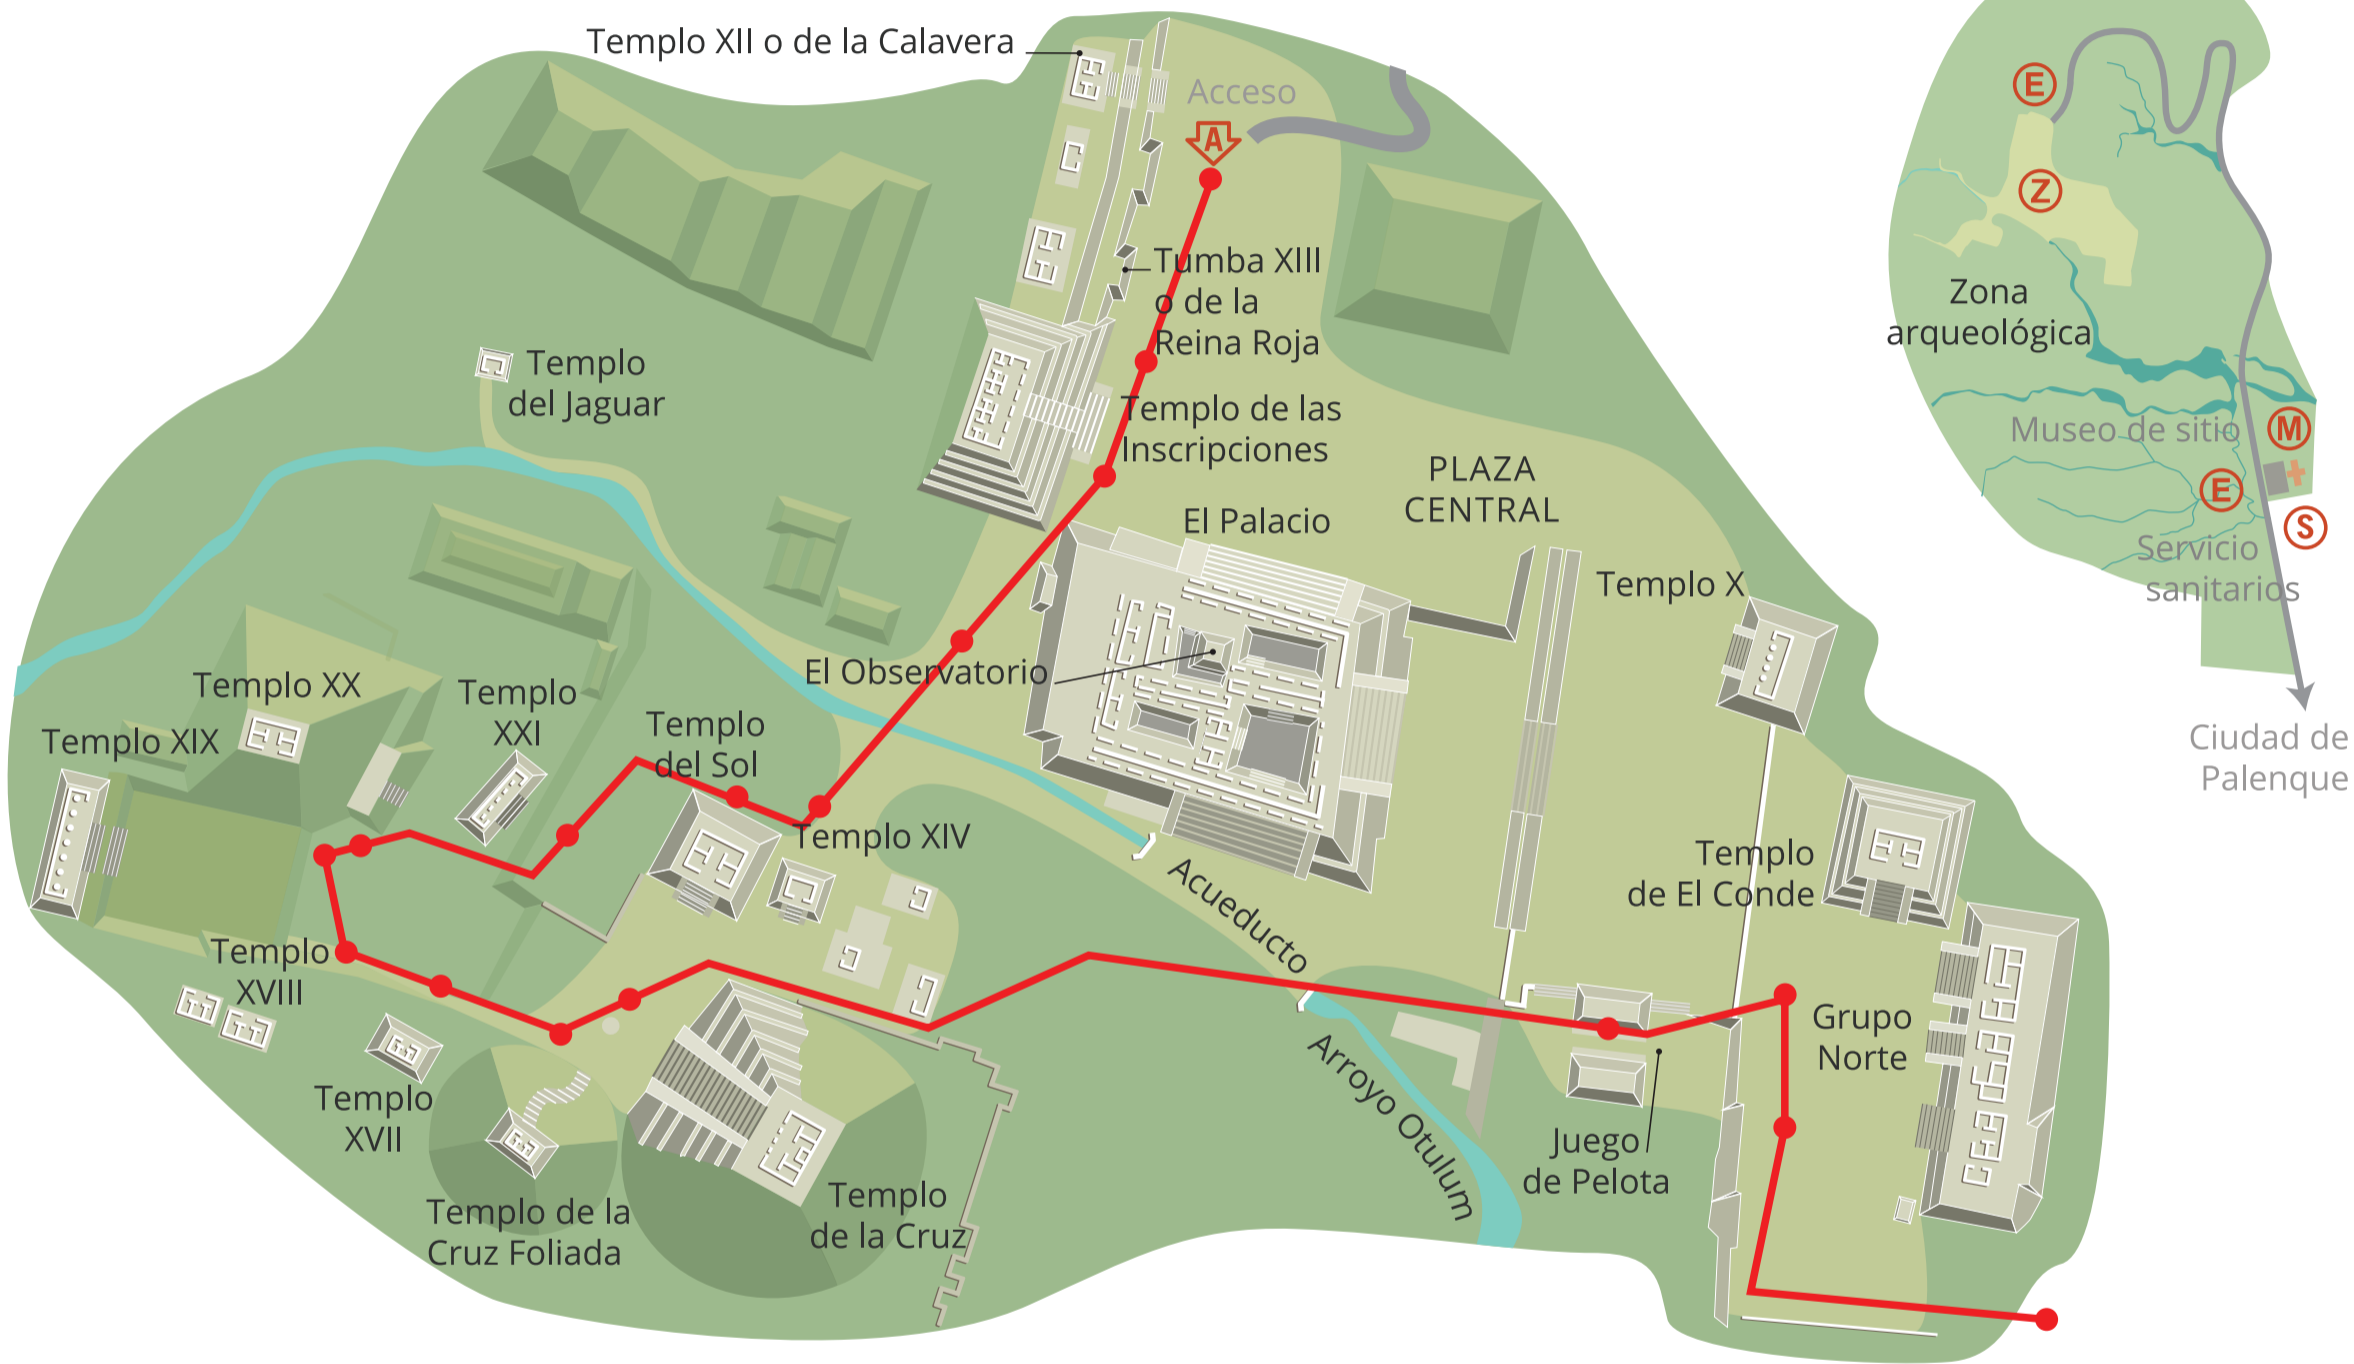 Templo XII o de la Calavera
Acceso
A
Tumba XIII
o de la
Reina Roja
Templo
del Jaguar
Templo de las
Inscripciones
PLAZA
CENTRAL
El Palacio
Templo X
El Observatorio
Templo XX
Templo
XXI
Templo XIX
Templo
del Sol
Templo XIV
Acueducto
Templo
de El Conde
Templo
XVIII
Grupo
Norte
Arroyo Otulum
Templo
XVII
Juego
de Pelota
Templo de la
Cruz Foliada
Templo
de la Cruz
E
Z
Zona
arqueológica
Museo de sitio
M
E
S
Servicio
sanitarios
Ciudad de
Palenque